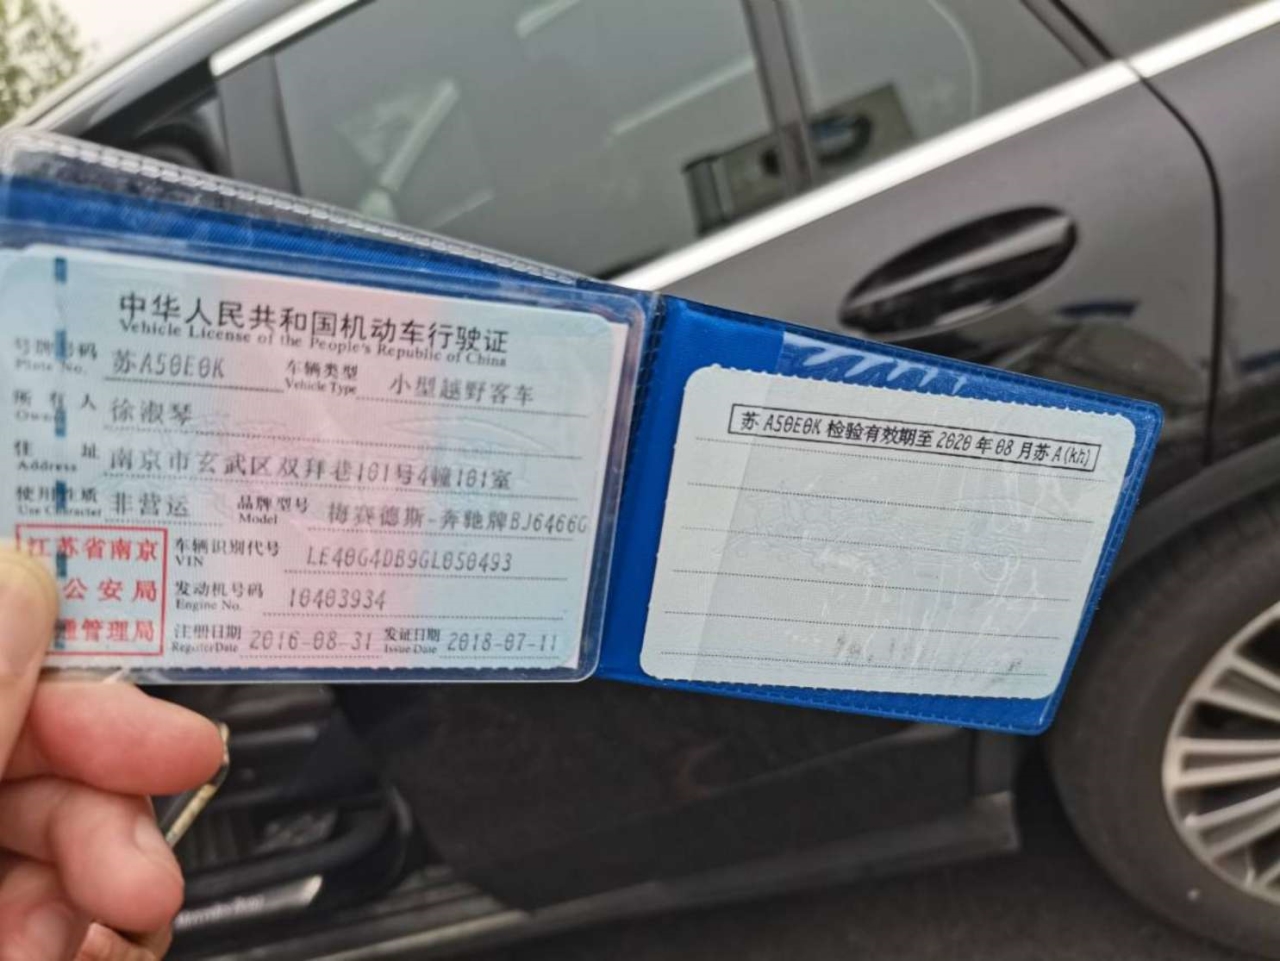 中华人民共和国机动车行驶证
Vehicle License of the People's Republic of China
号牌号码 苏A50E0K 车辆类型 小型越野客车
Plate No. Vehicle Type
所有人 徐淑琴
Owner
住址 南京市玄武区双拜巷101号4幢101室
Address
使用性质 非营运 品牌型号 梅赛德斯-奔驰牌BJ6466G
Use Character Model
江苏省南京 车辆识别代号 LE40G4DB9GL050493
VIN
公安局 发动机号码 10403934
Engine No.
通管理局 注册日期 2016-08-31 发证日期 2018-07-11
Register Date Issue Date
苏A50E0K检验有效期至2020年08月苏A(kh)